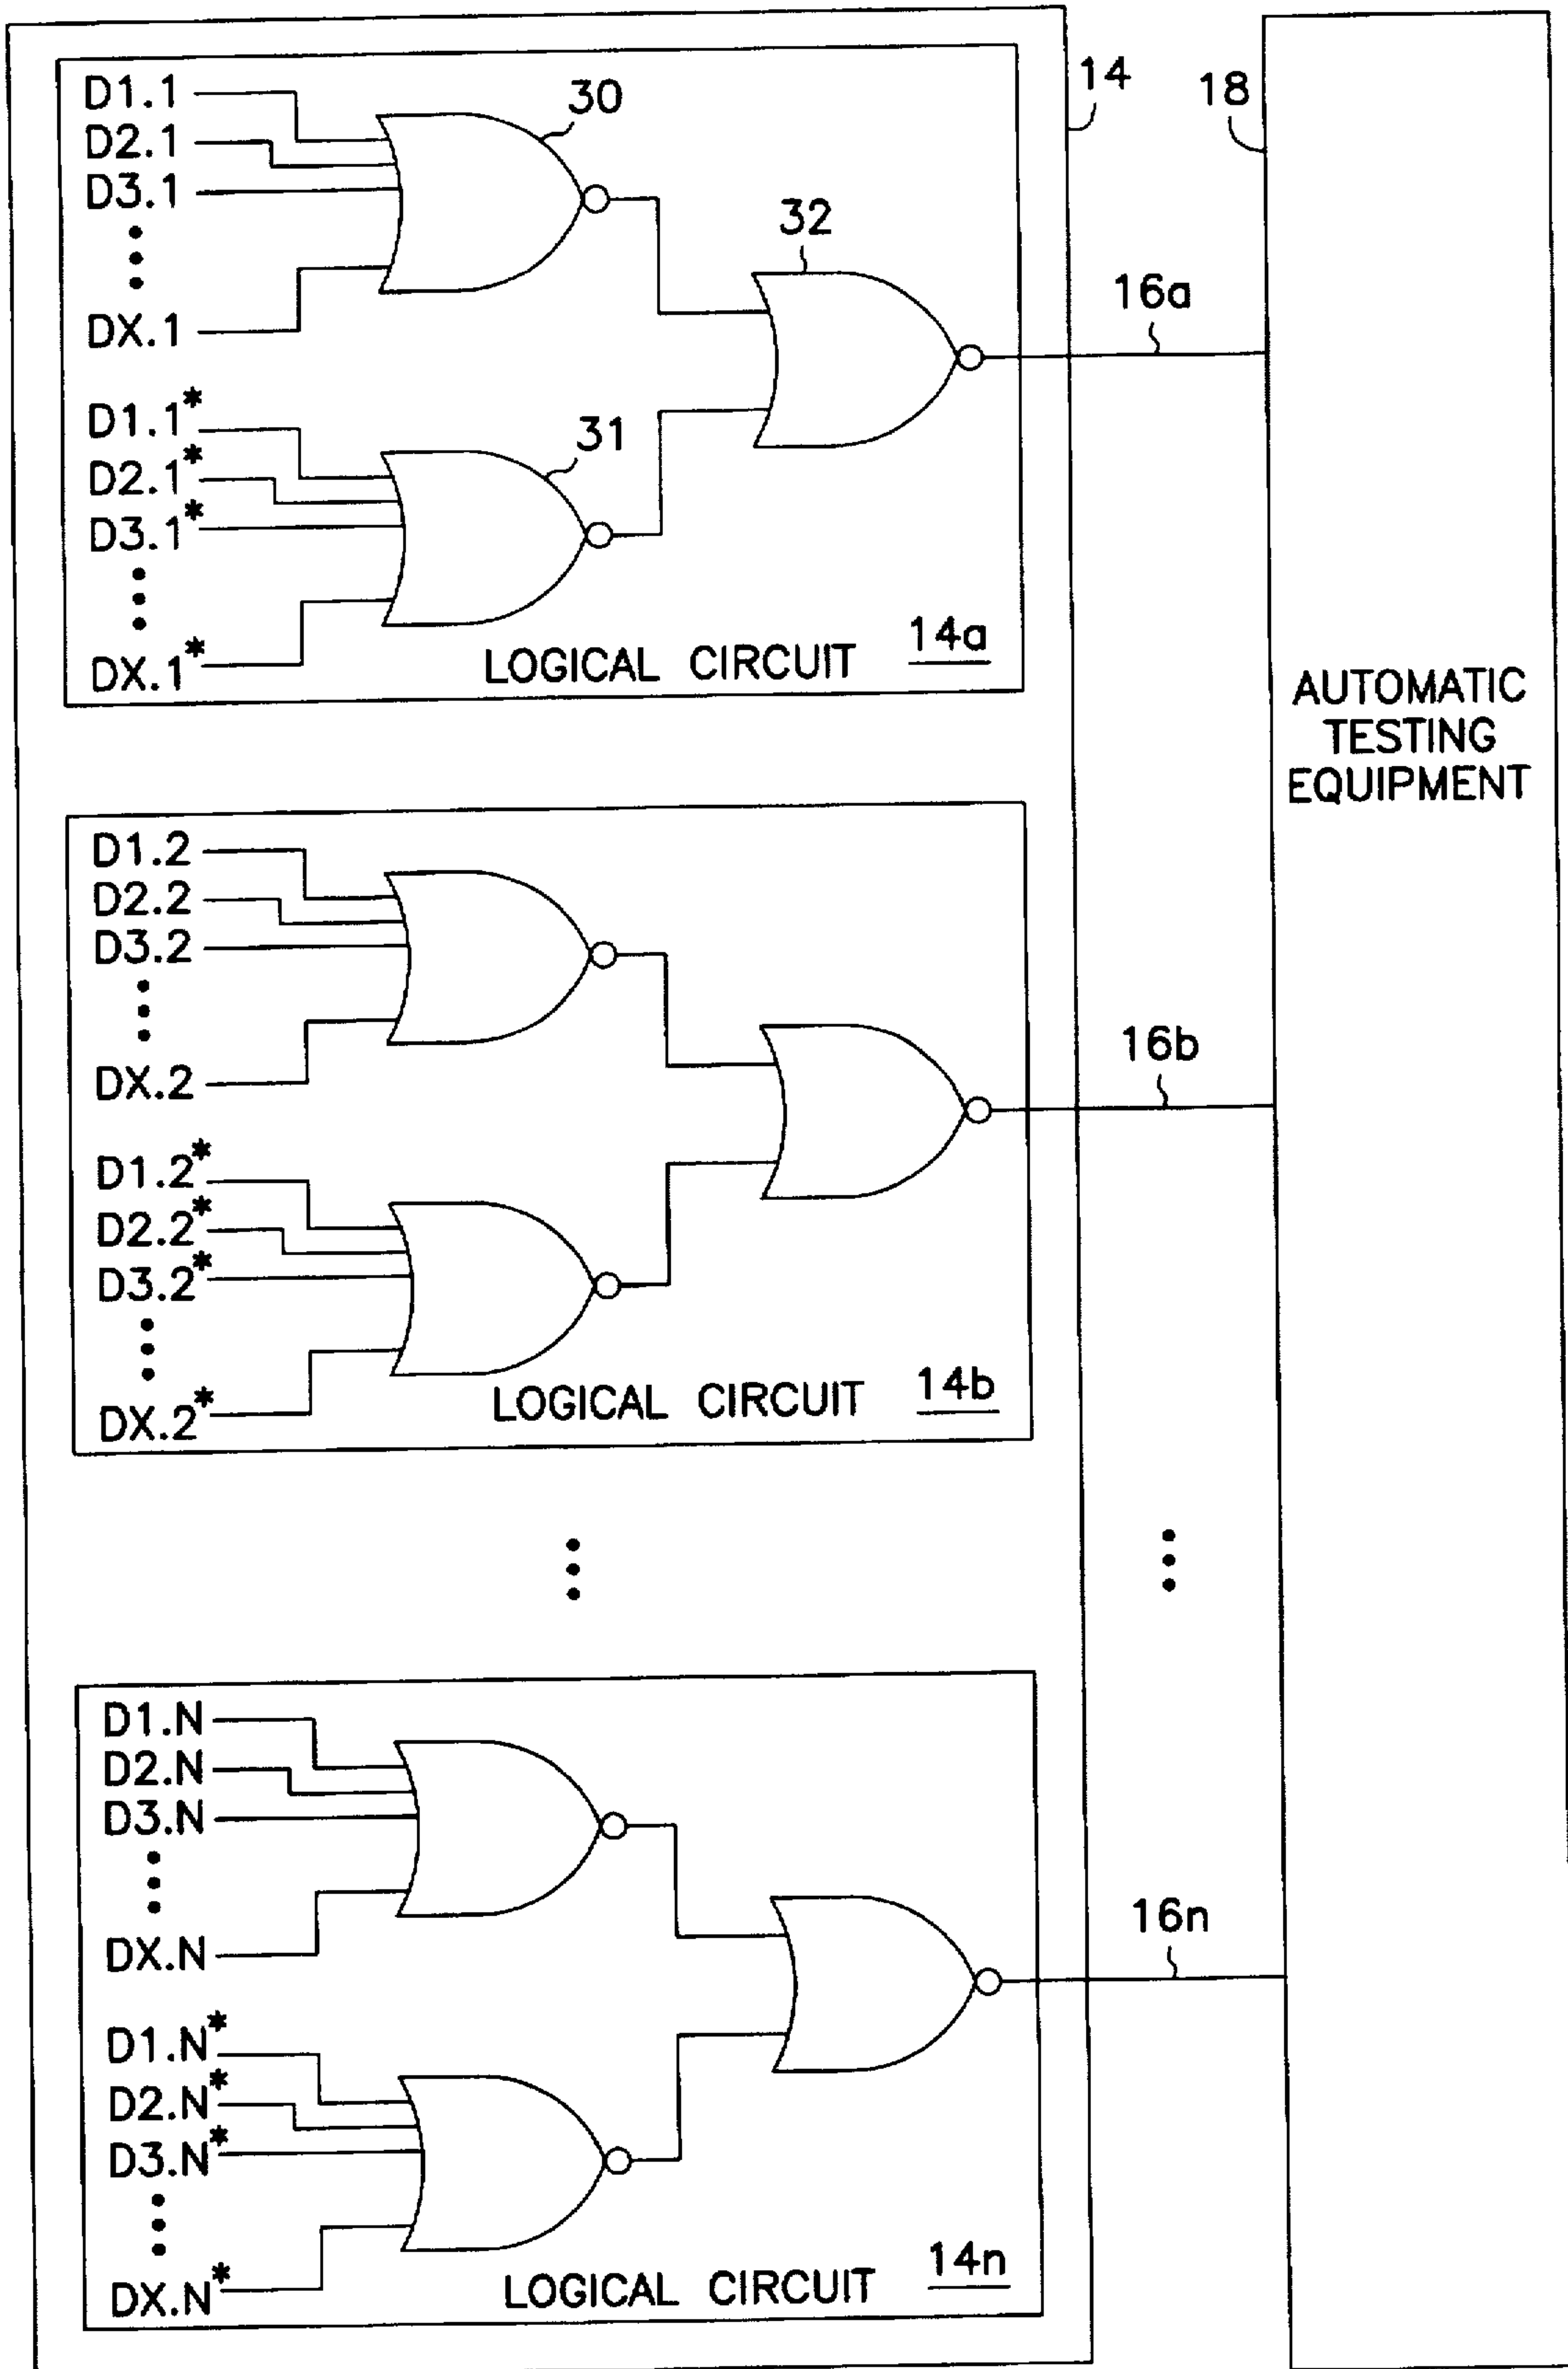 D1.1
D2.1
D3.1
DX.1
30
D1.1*
D2.1*
D3.1*
DX.1*
31
32
LOGICAL CIRCUIT 14a
14
16a
18
AUTOMATIC
TESTING
EQUIPMENT
D1.2
D2.2
D3.2
DX.2
D1.2*
D2.2*
D3.2*
DX.2*
LOGICAL CIRCUIT 14b
16b
D1.N
D2.N
D3.N
DX.N
D1.N*
D2.N*
D3.N*
DX.N*
LOGICAL CIRCUIT 14n
16n